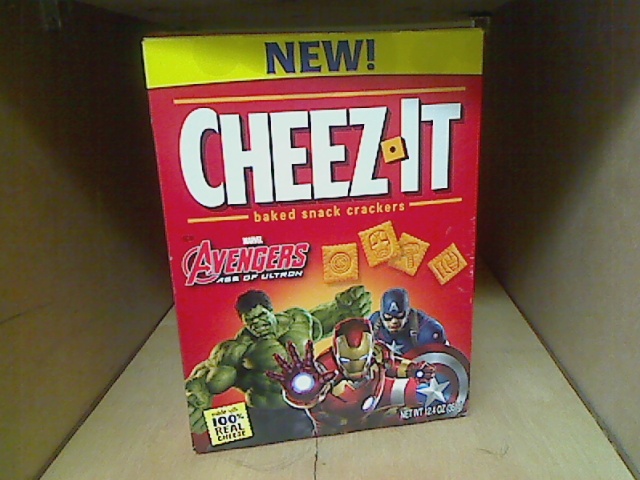 NEW!
CHEEZ-IT
baked snack crackers
MARVEL
AVENGERS
AGE OF ULTRON
A
made with
100%
REAL
CHEESE
NET WT 12.4 OZ